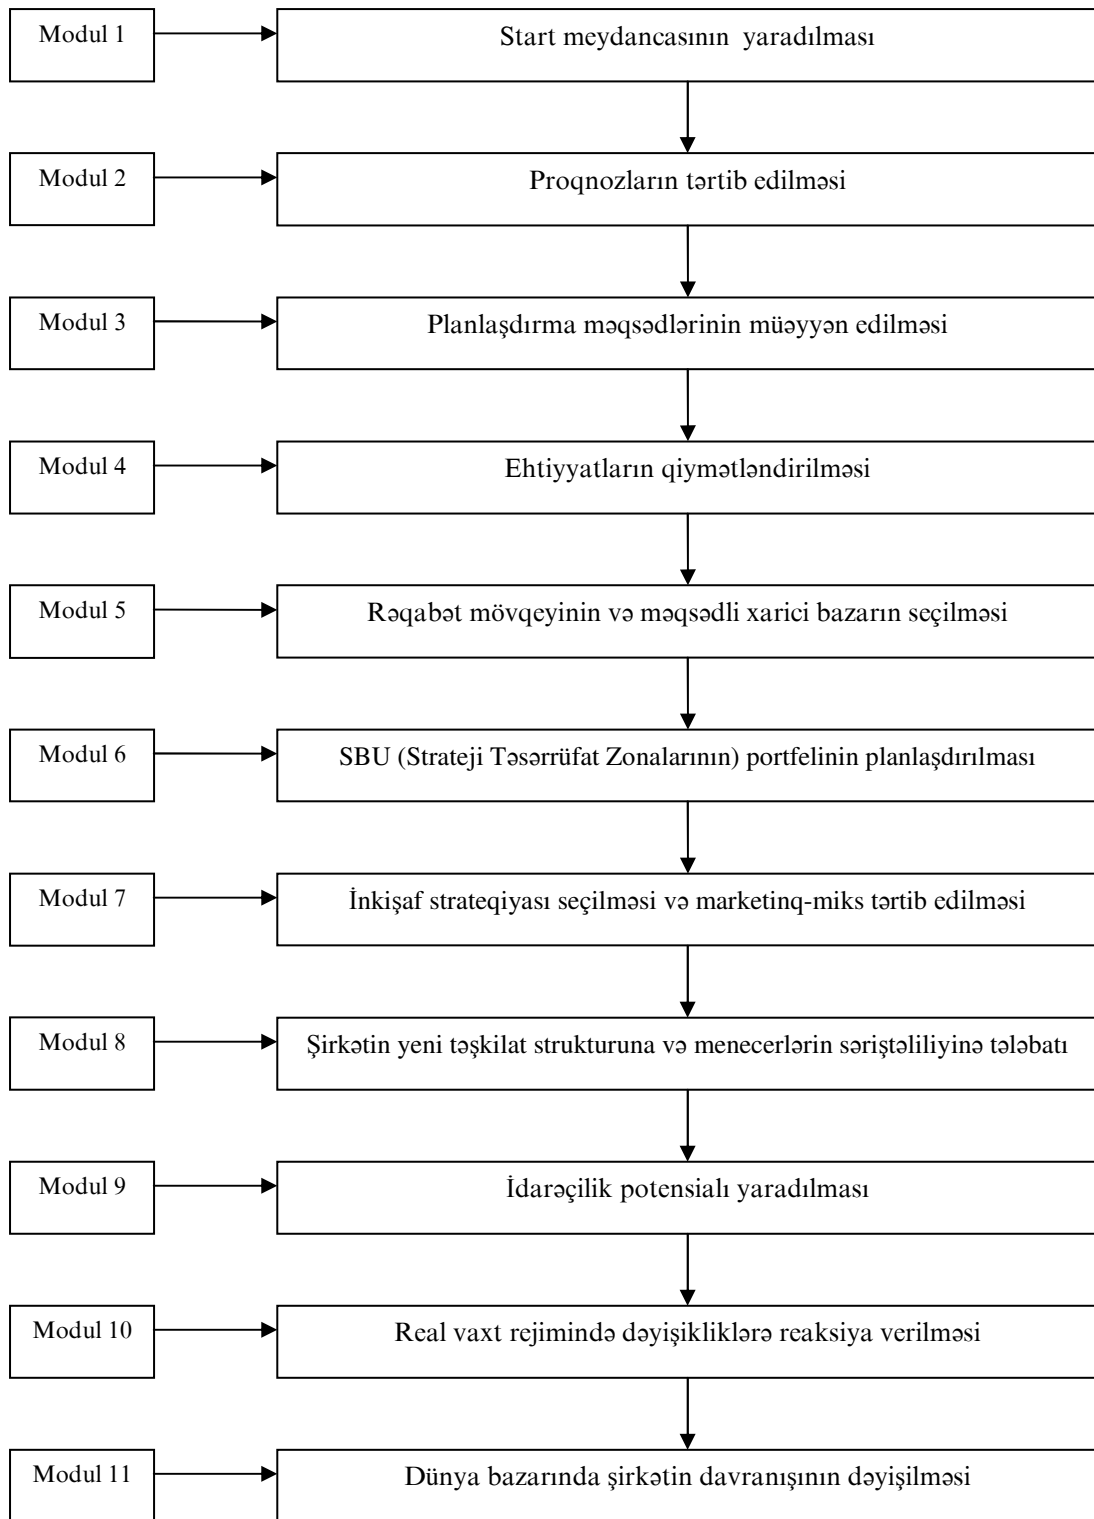 Modul 1
Start meydancasının yaradılması
Modul 2
Proqnozların tərtib edilməsi
Modul 3
Planlaşdırma məqsədlərinin müəyyən edilməsi
Modul 4
Ehtiyyatların qiymətləndirilməsi
Modul 5
Rəqabət mövqeyinin və məqsədli xarici bazarın seçilməsi
Modul 6
SBU (Strateji Təsərrüfat Zonalarının) portfelinin planlaşdırılması
Modul 7
İnkişaf strateqiyası seçilməsi və marketinq-miks tərtib edilməsi
Modul 8
Şirkətin yeni təşkilat strukturuna və menecerlərin səriştəliliyinə tələbatı
Modul 9
İdarəçilik potensialı yaradılması
Modul 10
Real vaxt rejimində dəyişikliklərə reaksiya verilməsi
Modul 11
Dünya bazarında şirkətin davranışının dəyişilməsi